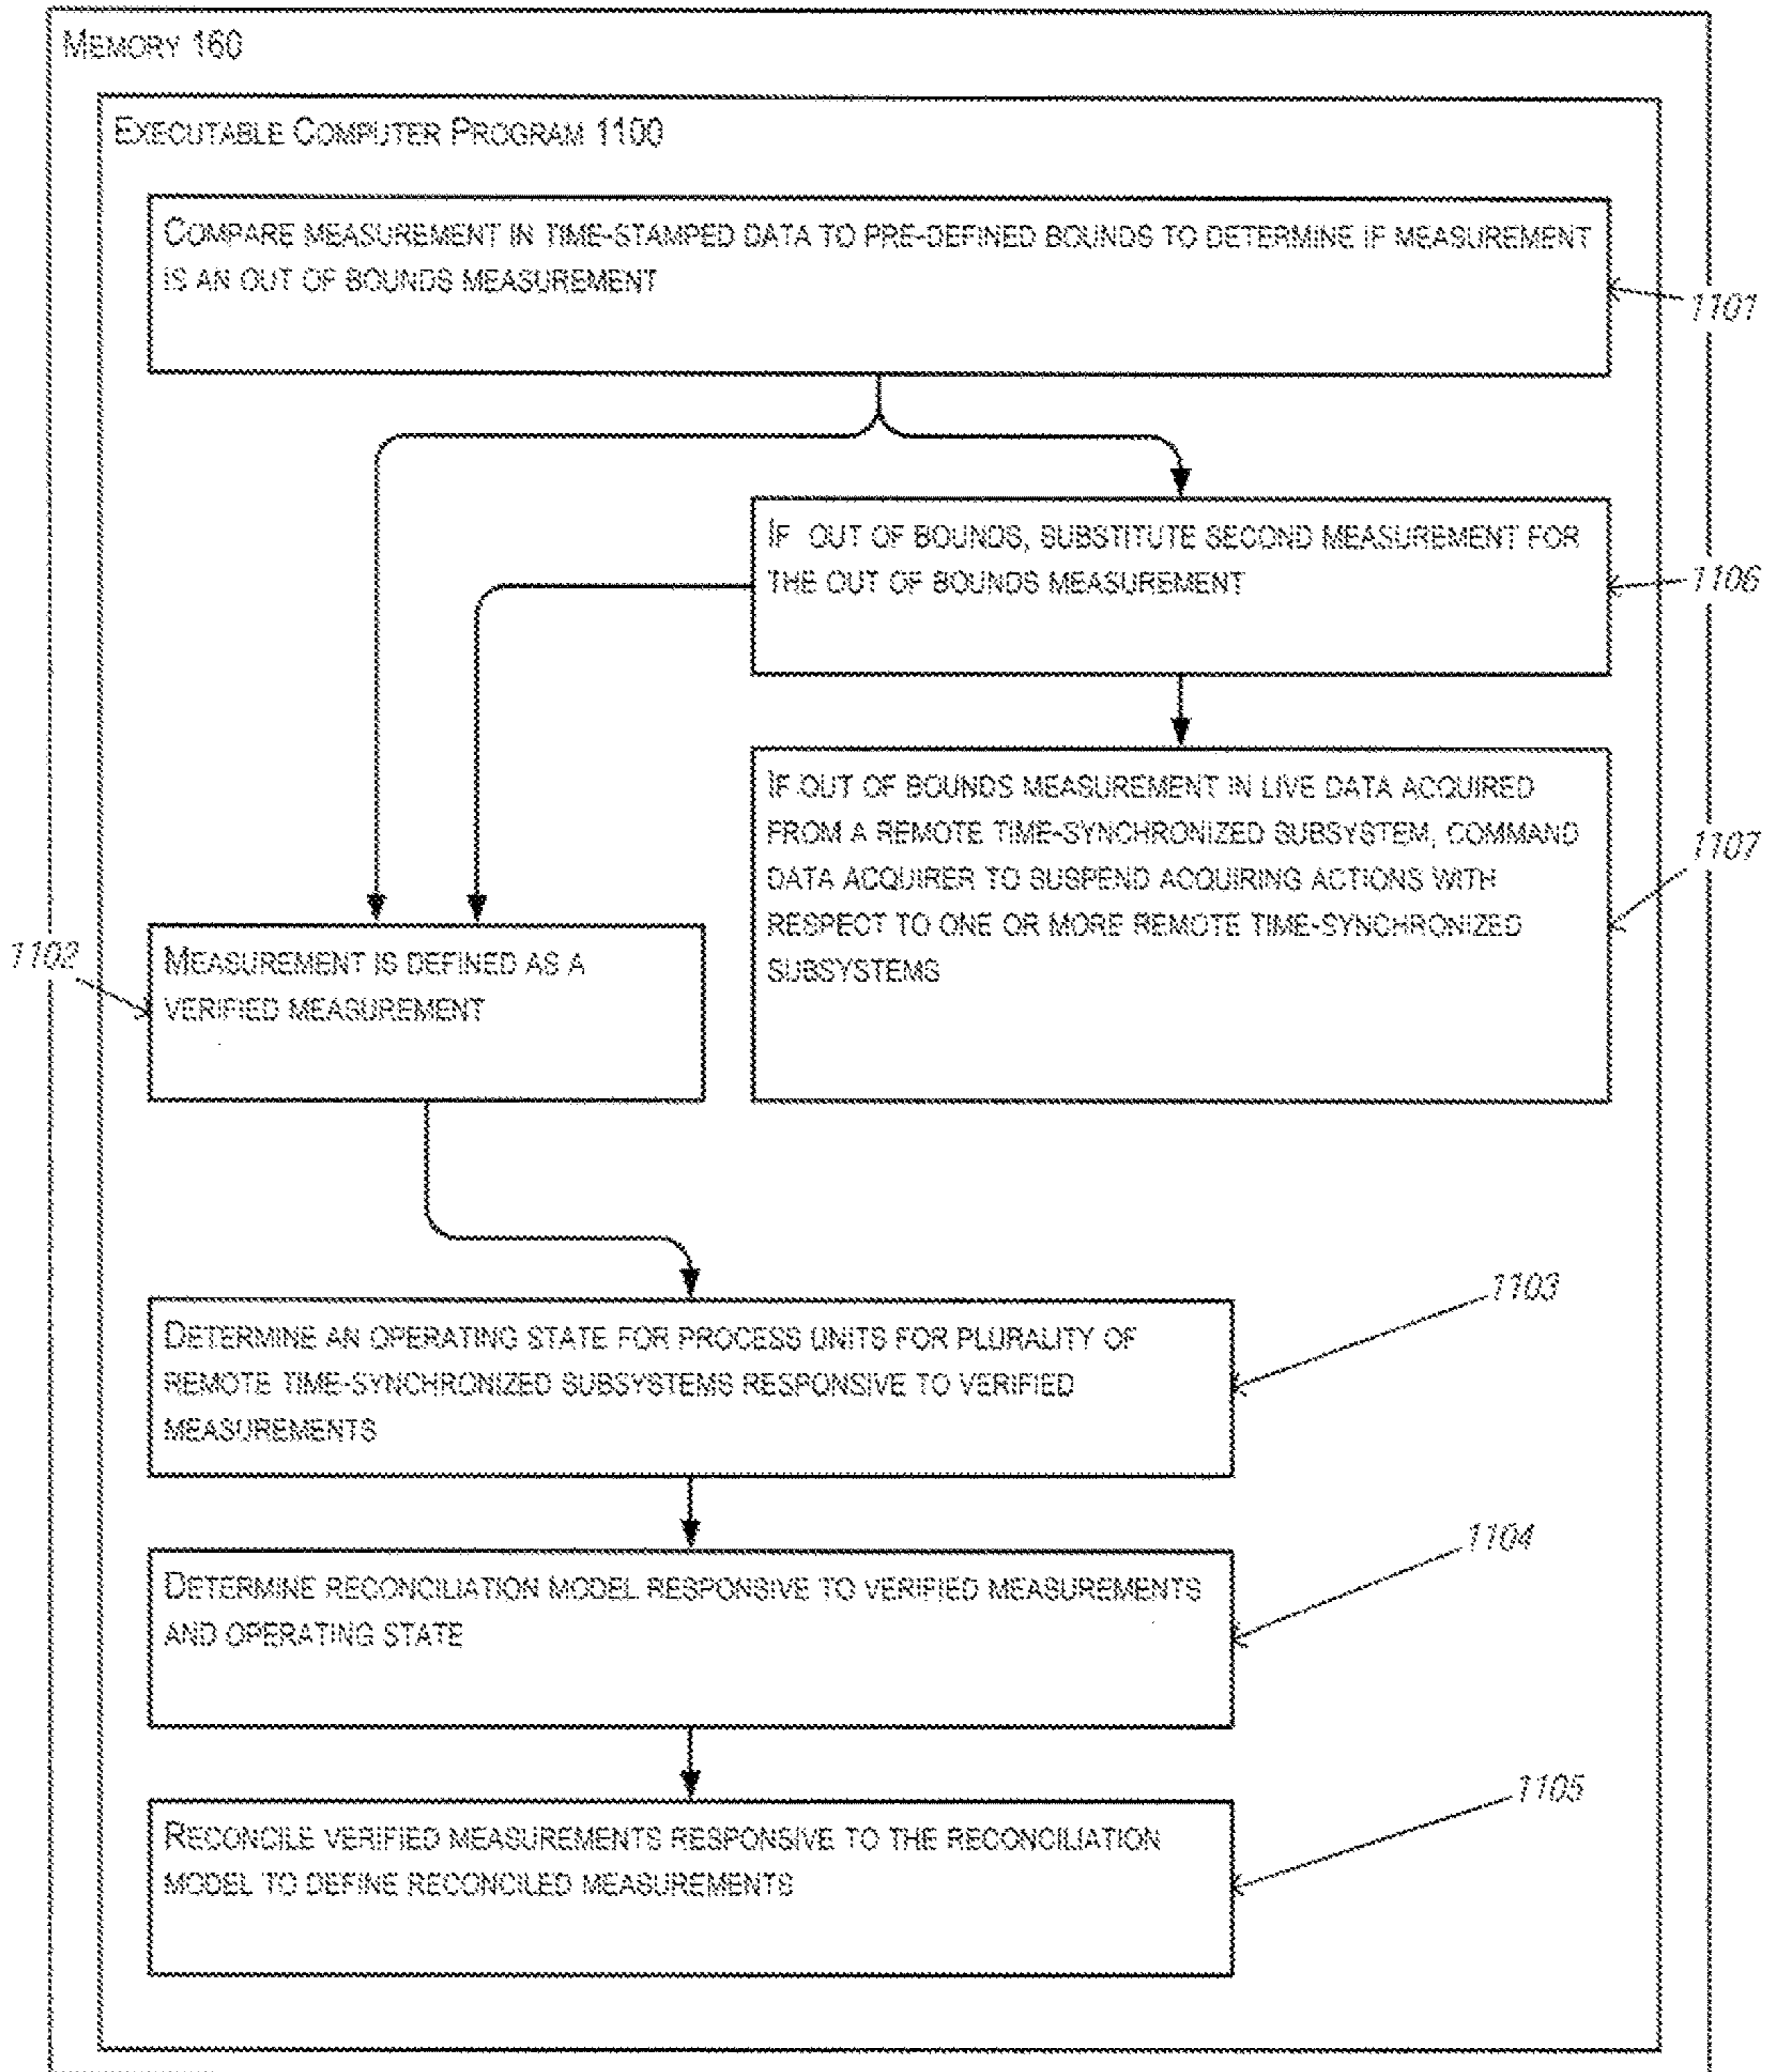 MEMORY 160
EXECUTABLE COMPUTER PROGRAM 1100
COMPARE MEASUREMENT IN TIME-STAMPED DATA TO PRE-DEFINED BOUNDS TO DETERMINE IF MEASUREMENT
IS AN OUT OF BOUNDS MEASUREMENT
1101
IF OUT OF BOUNDS, SUBSTITUTE SECOND MEASUREMENT FOR
THE OUT OF BOUNDS MEASUREMENT
1106
IF OUT OF BOUNDS MEASUREMENT IN LIVE DATA ACQUIRED
FROM A REMOTE TIME-SYNCHRONIZED SUBSYSTEM, COMMAND
DATA ACQUIRER TO SUSPEND ACQUIRING ACTIONS WITH
RESPECT TO ONE OR MORE REMOTE TIME-SYNCHRONIZED
SUBSYSTEMS
1107
1102
MEASUREMENT IS DEFINED AS A
VERIFIED MEASUREMENT
1103
DETERMINE AN OPERATING STATE FOR PROCESS UNITS FOR PLURALITY OF
REMOTE TIME-SYNCHRONIZED SUBSYSTEMS RESPONSIVE TO VERIFIED
MEASUREMENTS
1104
DETERMINE RECONCILIATION MODEL RESPONSIVE TO VERIFIED MEASUREMENTS
AND OPERATING STATE
1105
RECONCILE VERIFIED MEASUREMENTS RESPONSIVE TO THE RECONCILIATION
MODEL TO DEFINE RECONCILED MEASUREMENTS